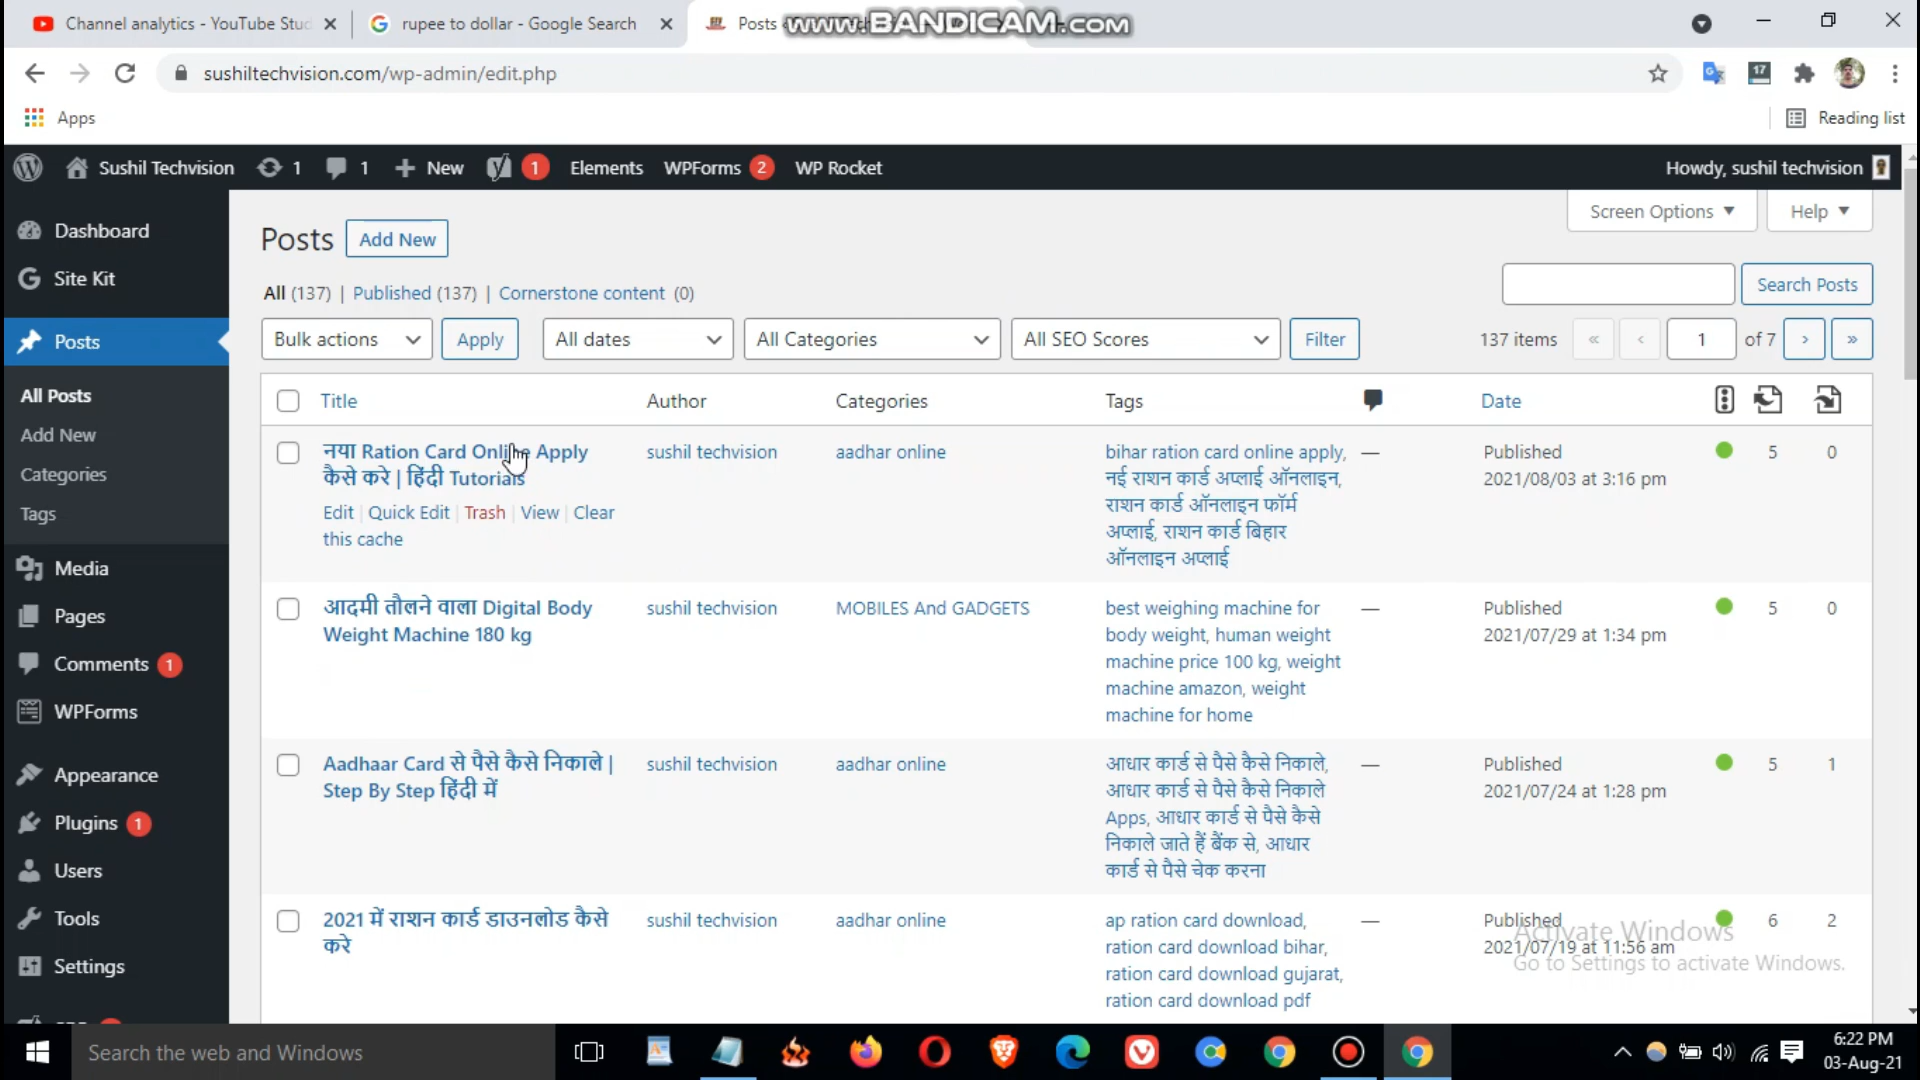 Channel analytics - YouTube Stud
rupee to dollar - Google Search
Posts
www.BANDICAM.com
sushiltechvision.com/wp-admin/edit.php
17
Apps
Reading list
Sushil Techvision
1
1
New
1
Elements
WPForms 2
WP Rocket
Howdy, sushil techvision
Dashboard
Site Kit
Posts
All Posts
Add New
Categories
Tags
Media
Pages
Comments 1
WPForms
Appearance
Plugins 1
Users
Tools
Settings
Screen Options
Help
Posts
Add New
All (137) | Published (137) | Cornerstone content (0)
Search Posts
Bulk actions
Apply
All dates
All Categories
All SEO Scores
Filter
137 items
«
‹
1
of 7
›
»
Title
Author
Categories
Tags
Date
नया Ration Card Online Apply
कैसे करे | हिंदी Tutorials
Edit | Quick Edit | Trash | View | Clear
this cache
sushil techvision
aadhar online
bihar ration card online apply,
नई राशन कार्ड अप्लाई ऑनलाइन,
राशन कार्ड ऑनलाइन फॉर्म
अप्लाई, राशन कार्ड बिहार
ऑनलाइन अप्लाई
—
Published
2021/08/03 at 3:16 pm
5
0
आदमी तौलने वाला Digital Body
Weight Machine 180 kg
sushil techvision
MOBILES And GADGETS
best weighing machine for
body weight, human weight
machine price 100 kg, weight
machine amazon, weight
machine for home
—
Published
2021/07/29 at 1:34 pm
5
0
Aadhaar Card से पैसे कैसे निकाले |
Step By Step हिंदी में
sushil techvision
aadhar online
आधार कार्ड से पैसे कैसे निकाले,
आधार कार्ड से पैसे कैसे निकाले
Apps, आधार कार्ड से पैसे कैसे
निकाले जाते हैं बैंक से, आधार
कार्ड से पैसे चेक करना
—
Published
2021/07/24 at 1:28 pm
5
1
2021 में राशन कार्ड डाउनलोड कैसे
करे
sushil techvision
aadhar online
ap ration card download,
ration card download bihar,
ration card download gujarat,
ration card download pdf
—
Published
2021/07/19 at 11:56 am
6
2
Activate Windows
Go to Settings to activate Windows.
Search the web and Windows
6:22 PM
03-Aug-21